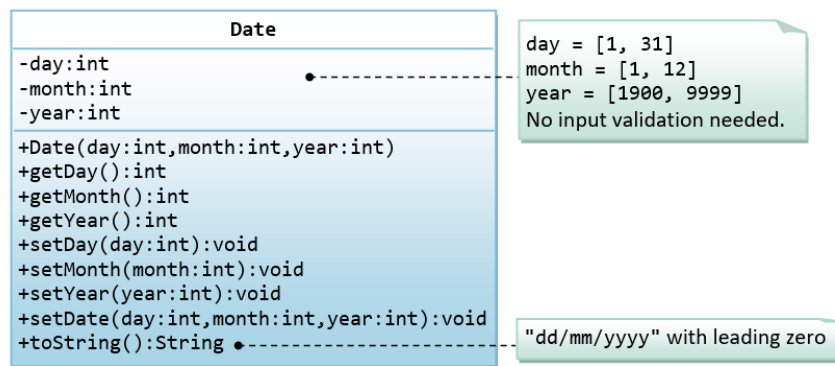 Date
-day:int
-month:int
-year:int
day = [1, 31]
month = [1, 12]
year = [1900, 9999]
No input validation needed.
+Date(day:int,month:int,year:int)
+getDay():int
+getMonth():int
+getYear():int
+setDay(day:int):void
+setMonth(month:int):void
+setYear(year:int):void
+setDate(day:int,month:int,year:int):void
+toString():String
"dd/mm/yyyy" with leading zero